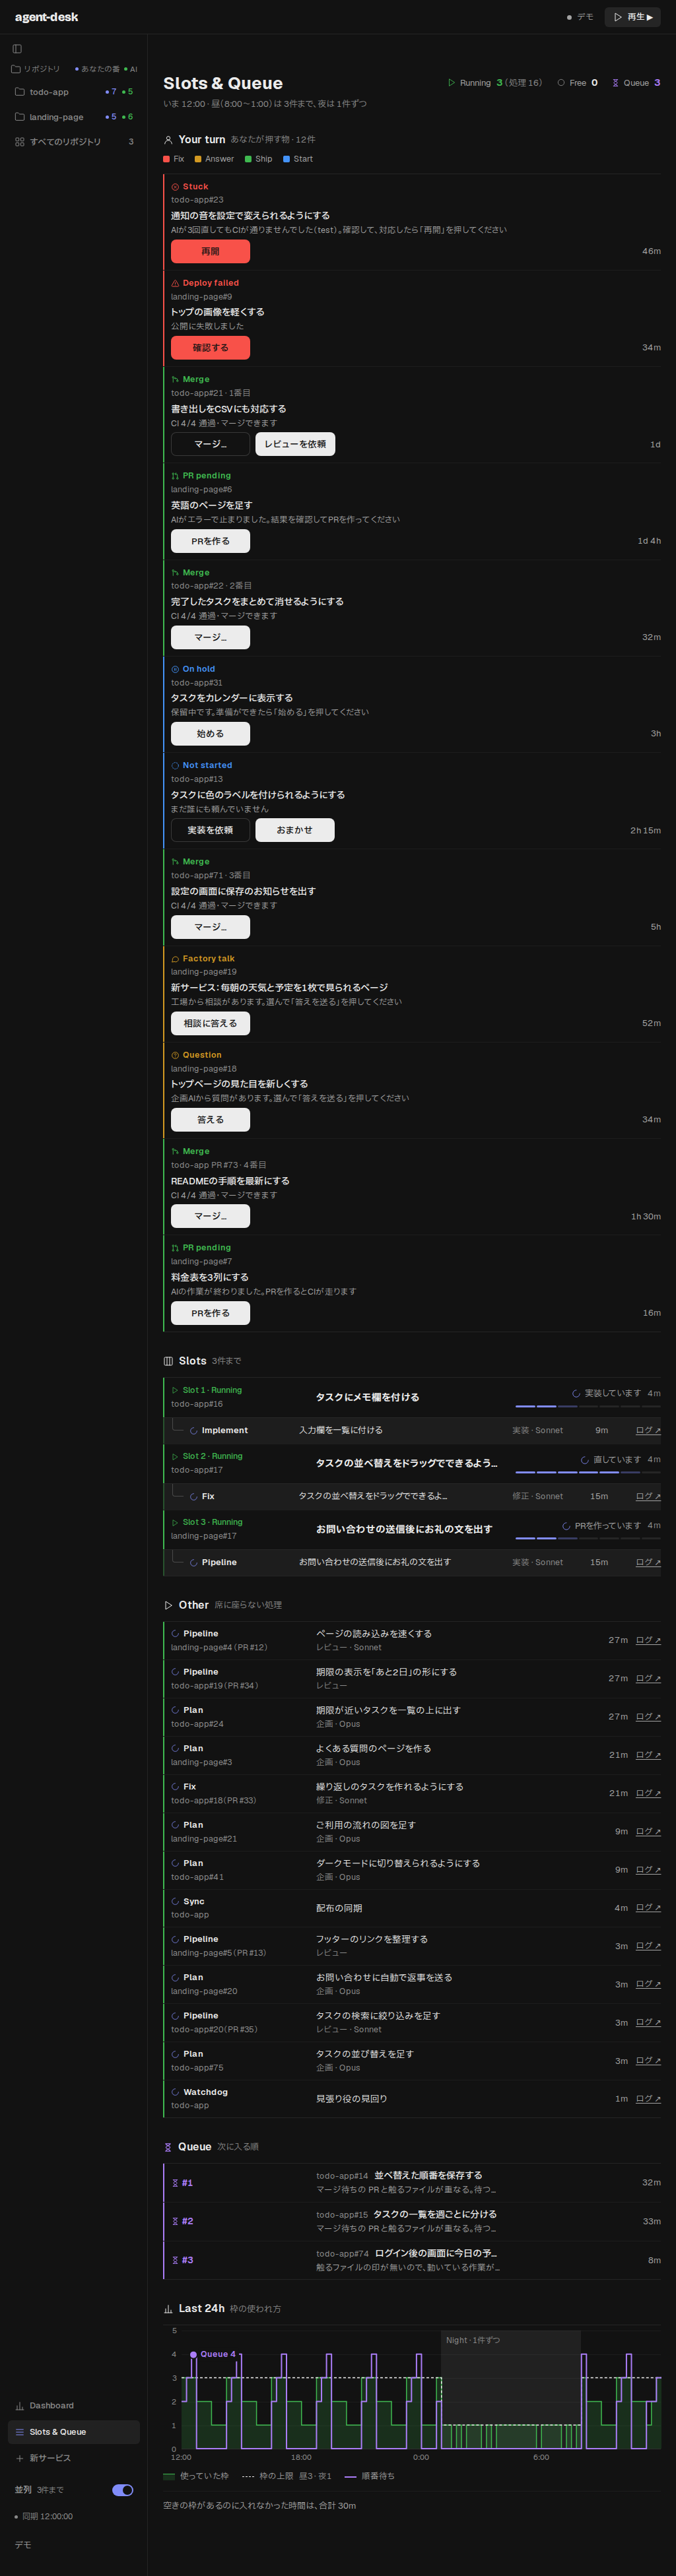 agent-desk
デモ
再生 ▶
リポジトリ あなたの番 AI
todo-app 7 5
landing-page 5 6
すべてのリポジトリ 3
Slots & Queue
Running 3 (処理 16) Free 0 Queue 3
いま 12:00 · 昼(8:00〜1:00)は 3件まで、夜は 1件ずつ
Your turn あなたが押す物 · 12件
Fix Answer Ship Start
Stuck
todo-app#23
通知の音を設定で変えられるようにする
AIが3回直してもCIが通りませんでした(test)。確認して、対応したら「再開」を押してください
再開 46m
Deploy failed
landing-page#9
トップの画像を軽くする
公開に失敗しました
確認する 34m
Merge
todo-app#21 · 1番目
書き出しをCSVにも対応する
CI 4/4 通過・マージできます
マージ… レビューを依頼 1d
PR pending
landing-page#6
英語のページを足す
AIがエラーで止まりました。結果を確認してPRを作ってください
PRを作る 1d 4h
Merge
todo-app#22 · 2番目
完了したタスクをまとめて消せるようにする
CI 4/4 通過・マージできます
マージ… 32m
On hold
todo-app#31
タスクをカレンダーに表示する
保留中です。準備ができたら「始める」を押してください
始める 3h
Not started
todo-app#13
タスクに色のラベルを付けられるようにする
まだ誰にも頼んでいません
実装を依頼 おまかせ 2h 15m
Merge
todo-app#71 · 3番目
設定の画面に保存のお知らせを出す
CI 4/4 通過・マージできます
マージ… 5h
Factory talk
landing-page#19
新サービス：毎朝の天気と予定を1枚で見られるページ
工場から相談があります。選んで「答えを送る」を押してください
相談に答える 52m
Question
landing-page#18
トップページの見た目を新しくする
企画AIから質問があります。選んで「答えを送る」を押してください
答える 34m
Merge
todo-app PR #73 · 4番目
READMEの手順を最新にする
CI 4/4 通過・マージできます
マージ… 1h 30m
PR pending
landing-page#7
料金表を3列にする
AIの作業が終わりました。PRを作るとCIが走ります
PRを作る 16m
Slots 3件まで
Slot 1 · Running
todo-app#16
タスクにメモ欄を付ける
実装しています 4m
Implement 入力欄を一覧に付ける 実装 · Sonnet 9m ログ ↗
Slot 2 · Running
todo-app#17
タスクの並べ替えをドラッグでできるよう…
直しています 4m
Fix タスクの並べ替えをドラッグでできるよ… 修正 · Sonnet 15m ログ ↗
Slot 3 · Running
landing-page#17
お問い合わせの送信後にお礼の文を出す
PRを作っています 4m
Pipeline お問い合わせの送信後にお礼の文を出す 実装 · Sonnet 15m ログ ↗
Other 席に座らない処理
Pipeline ページの読み込みを速くする
landing-page#4 (PR #12) レビュー · Sonnet 27m ログ ↗
Pipeline 期限の表示を「あと2日」の形にする
todo-app#19 (PR #34) レビュー 27m ログ ↗
Plan 期限が近いタスクを一覧の上に出す
todo-app#24 企画 · Opus 27m ログ ↗
Plan よくある質問のページを作る
landing-page#3 企画 · Opus 21m ログ ↗
Fix 繰り返しのタスクを作れるようにする
todo-app#18 (PR #33) 修正 · Sonnet 21m ログ ↗
Plan ご利用の流れの図を足す
landing-page#21 企画 · Opus 9m ログ ↗
Plan ダークモードに切り替えられるようにする
todo-app#41 企画 · Opus 9m ログ ↗
Sync 配布の同期
todo-app 4m ログ ↗
Pipeline フッターのリンクを整理する
landing-page#5 (PR #13) レビュー 3m ログ ↗
Plan お問い合わせに自動で返事を送る
landing-page#20 企画 · Opus 3m ログ ↗
Pipeline タスクの検索に絞り込みを足す
todo-app#20 (PR #35) レビュー · Sonnet 3m ログ ↗
Plan タスクの並び替えを足す
todo-app#75 企画 · Opus 3m ログ ↗
Watchdog 見張り役の見回り
todo-app 1m ログ ↗
Queue 次に入る順
#1 todo-app#14 並べ替えた順番を保存する
マージ待ちの PR と触るファイルが重なる。待つ… 32m
#2 todo-app#15 タスクの一覧を週ごとに分ける
マージ待ちの PR と触るファイルが重なる。待つ… 33m
#3 todo-app#74 ログイン後の画面に今日の予…
触るファイルの印が無いので、動いている作業が… 8m
Last 24h 枠の使われ方
5
4
3
2
1
0
Queue 4
Night · 1件ずつ
12:00 18:00 0:00 6:00
使っていた枠 枠の上限 昼3・夜1 順番待ち
空きの枠があるのに入れなかった時間は、合計 30m
Dashboard
Slots & Queue
新サービス
並列 3件まで
同期 12:00:00
デモ